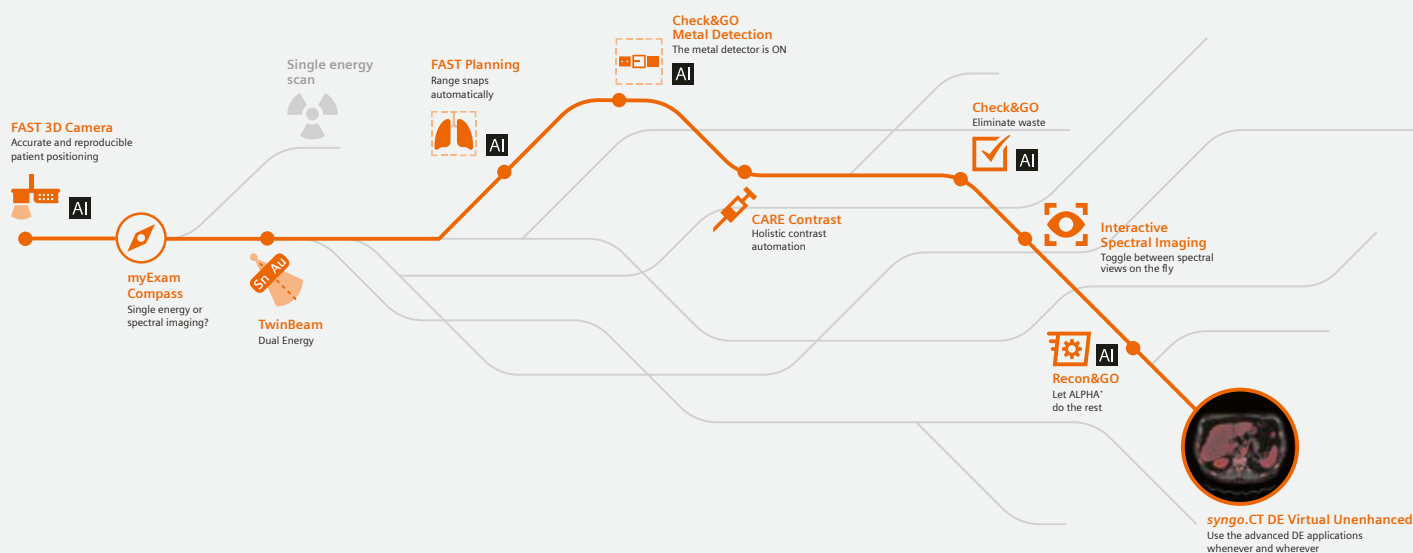 FAST 3D Camera
Accurate and reproducible
patient positioning
AI
myExam
Compass
Single energy or
spectral imaging?
Single energy
scan
Sn Au
TwinBeam
Dual Energy
FAST Planning
Range snaps
automatically
AI
Check&GO
Metal Detection
The metal detector is ON
AI
CARE Contrast
Holistic contrast
automation
Check&GO
Eliminate waste
AI
Interactive
Spectral Imaging
Toggle between spectral
views on the fly
AI
Recon&GO
Let ALPHA*
do the rest
syngo.CT DE Virtual Unenhanced
Use the advanced DE applications
whenever and wherever